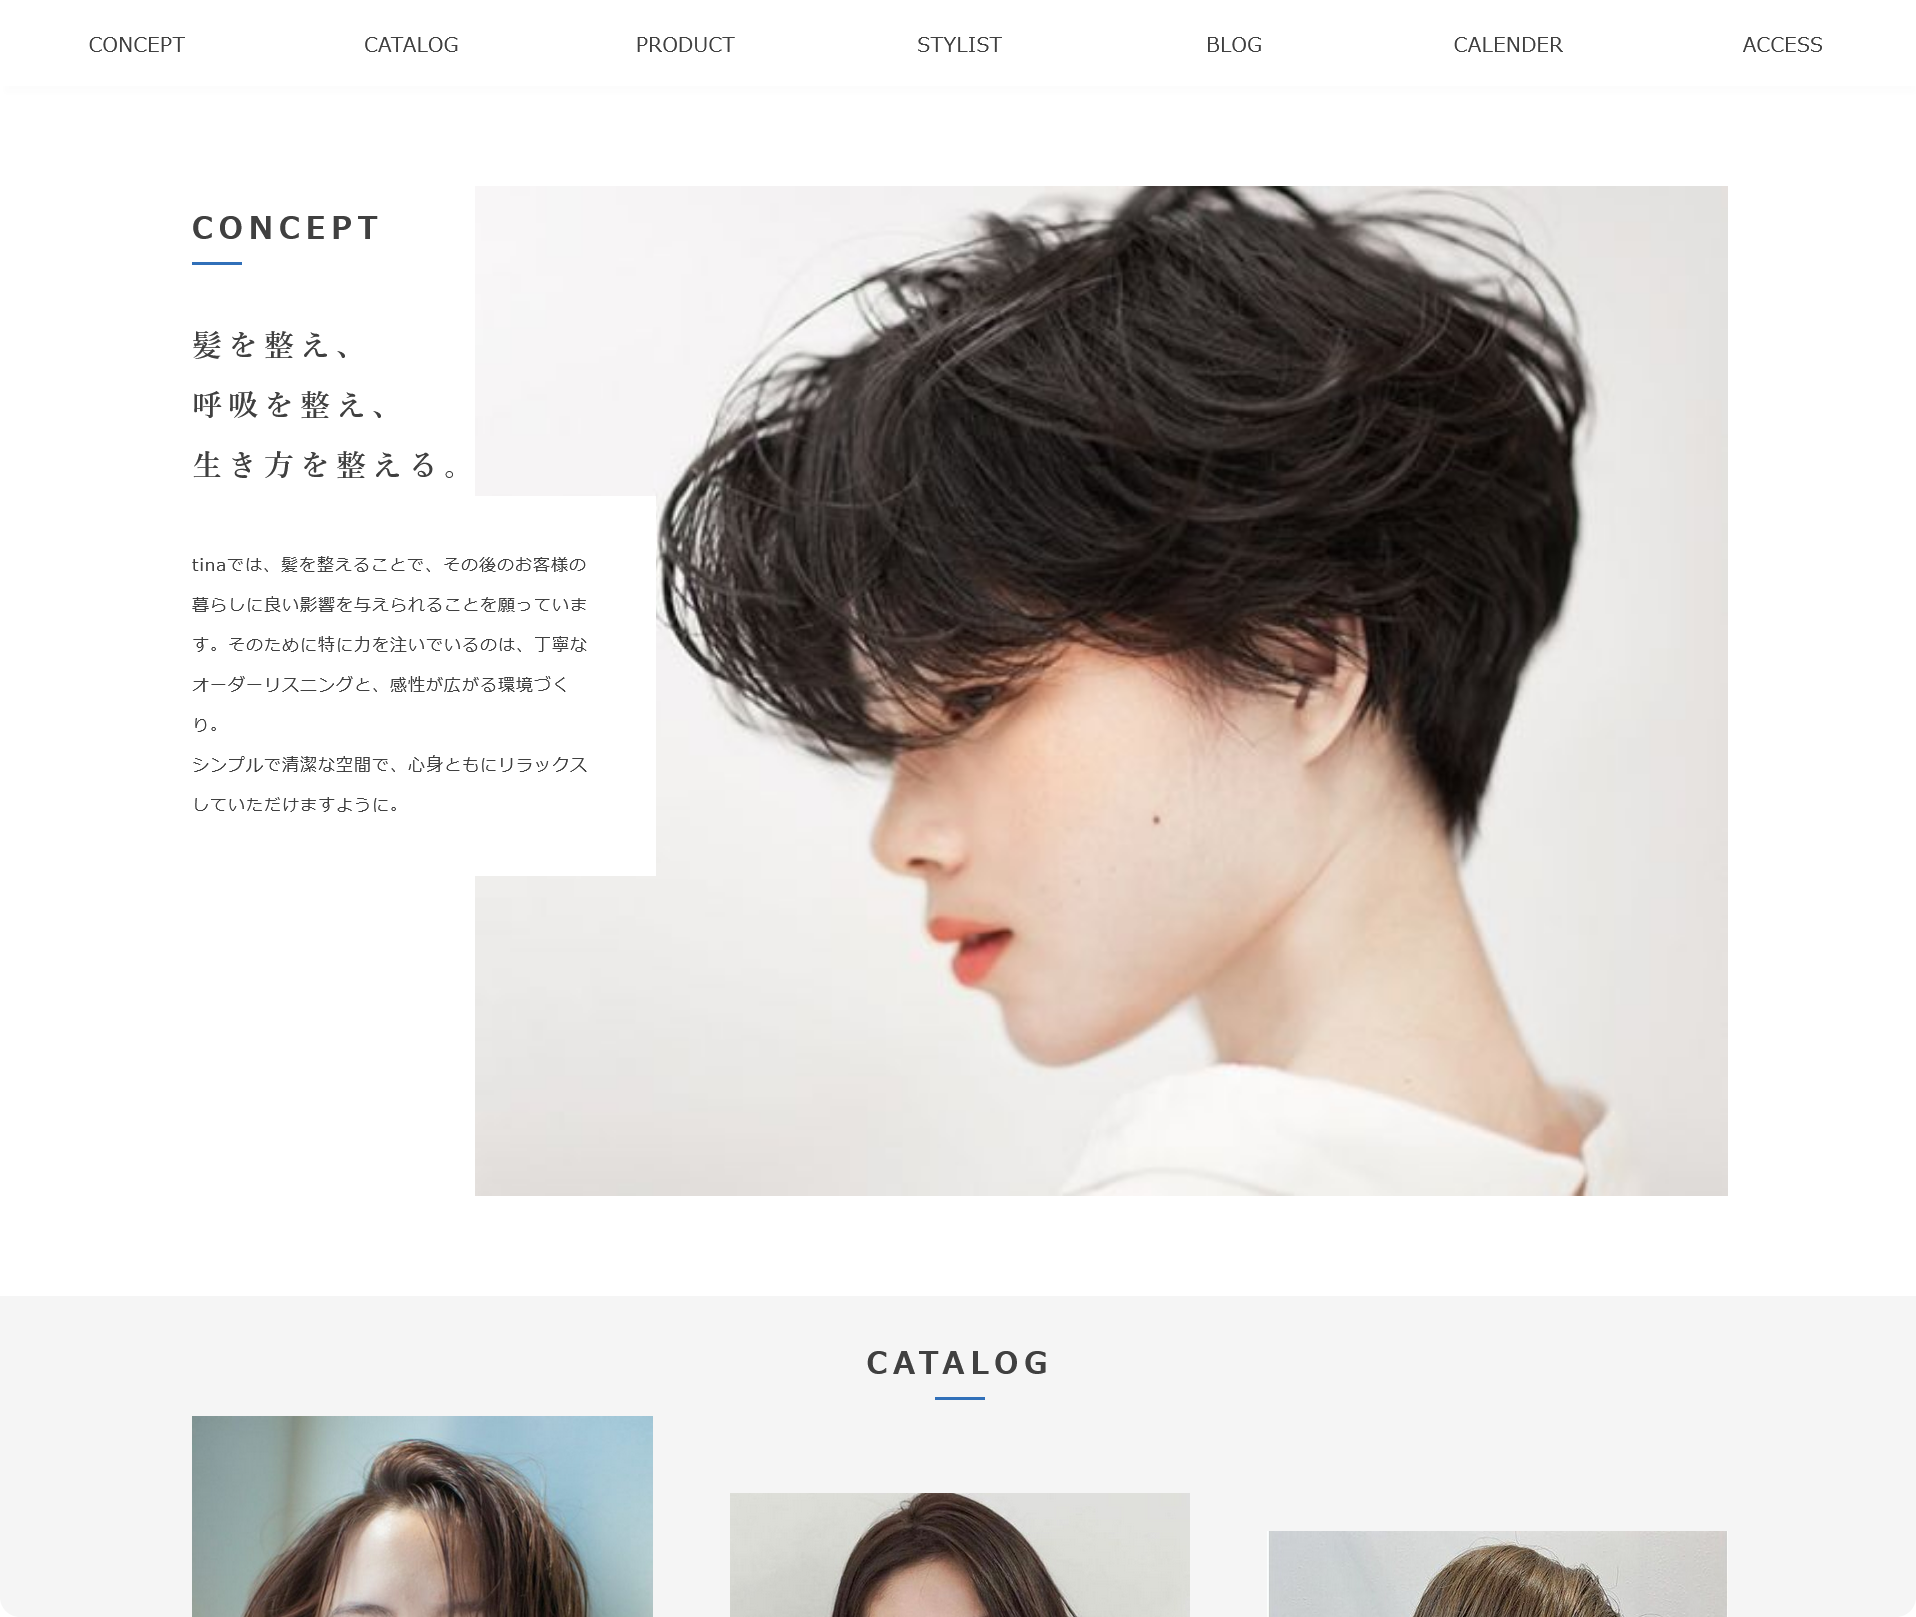 CONCEPT
CATALOG
PRODUCT
STYLIST
BLOG
CALENDER
ACCESS
CONCEPT
髪を整え、
呼吸を整え、
生き方を整える。
tinaでは、髪を整えることで、その後のお客様の
暮らしに良い影響を与えられることを願っていま
す。そのために特に力を注いでいるのは、丁寧な
オーダーリスニングと、感性が広がる環境づく
り。
シンプルで清潔な空間で、心身ともにリラックス
していただけますように。
CATALOG